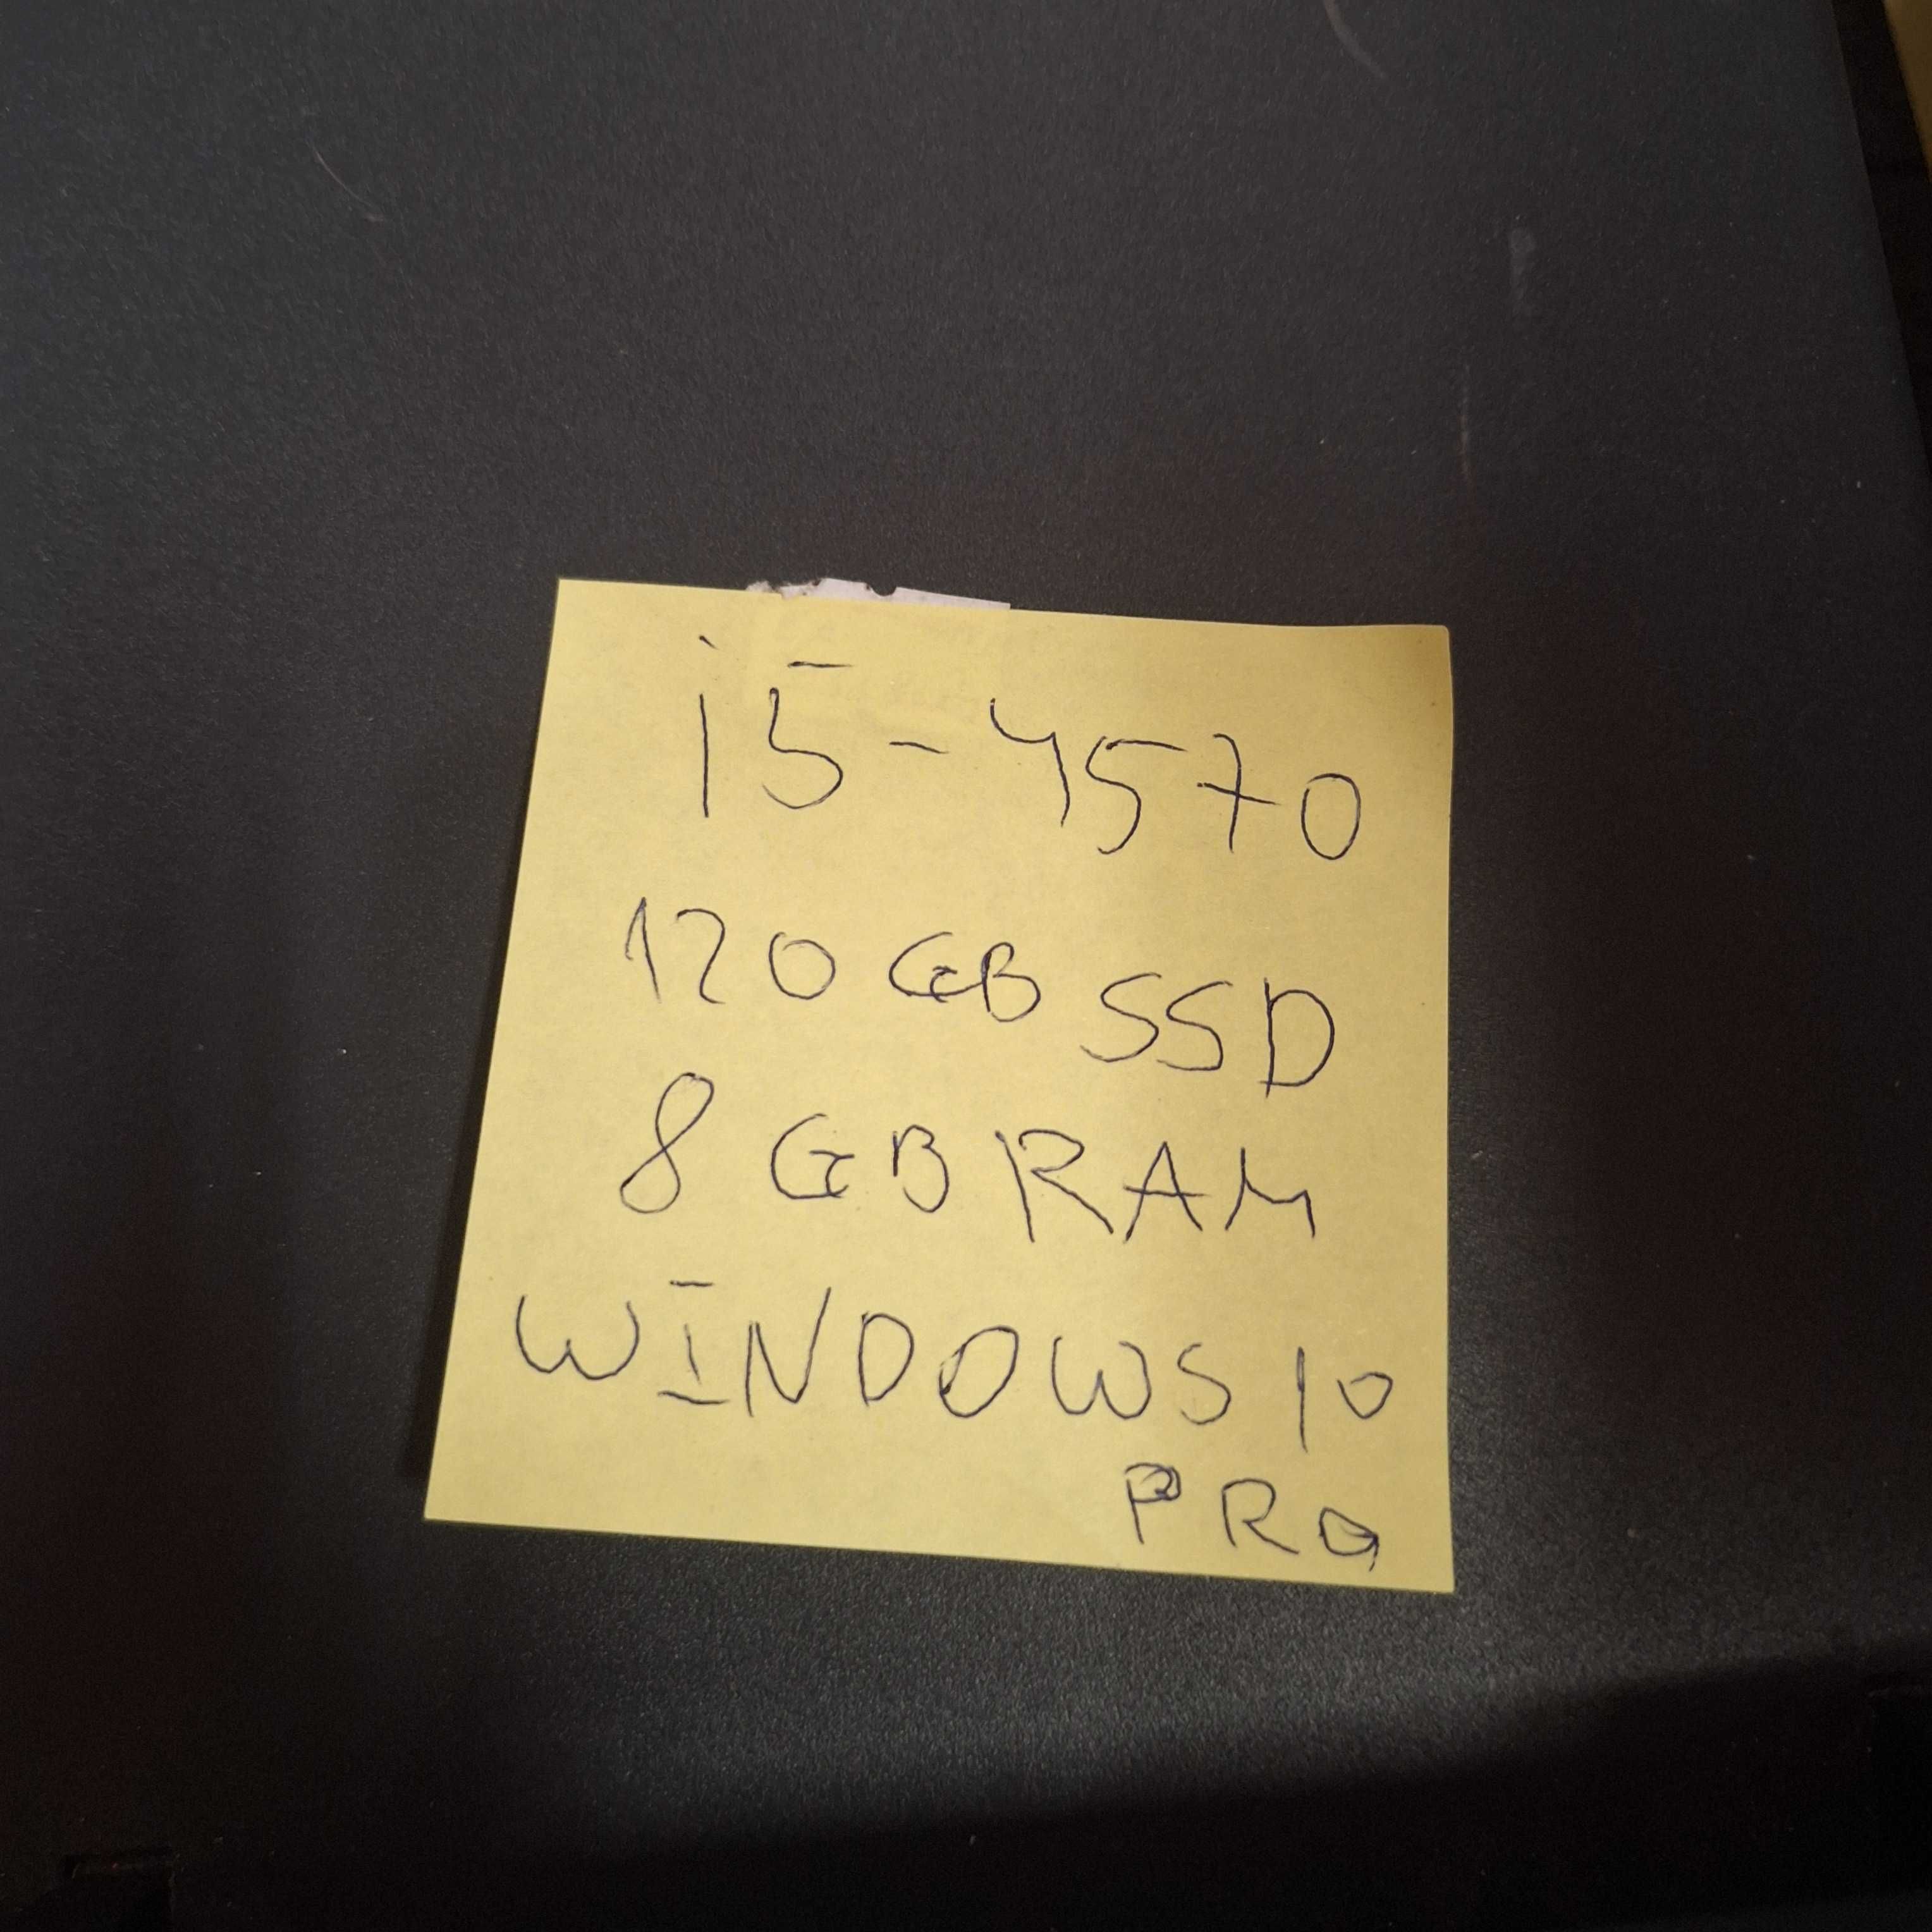 i5-4570
120 GB SSD
8 GB RAM
WINDOWS 10
PRO